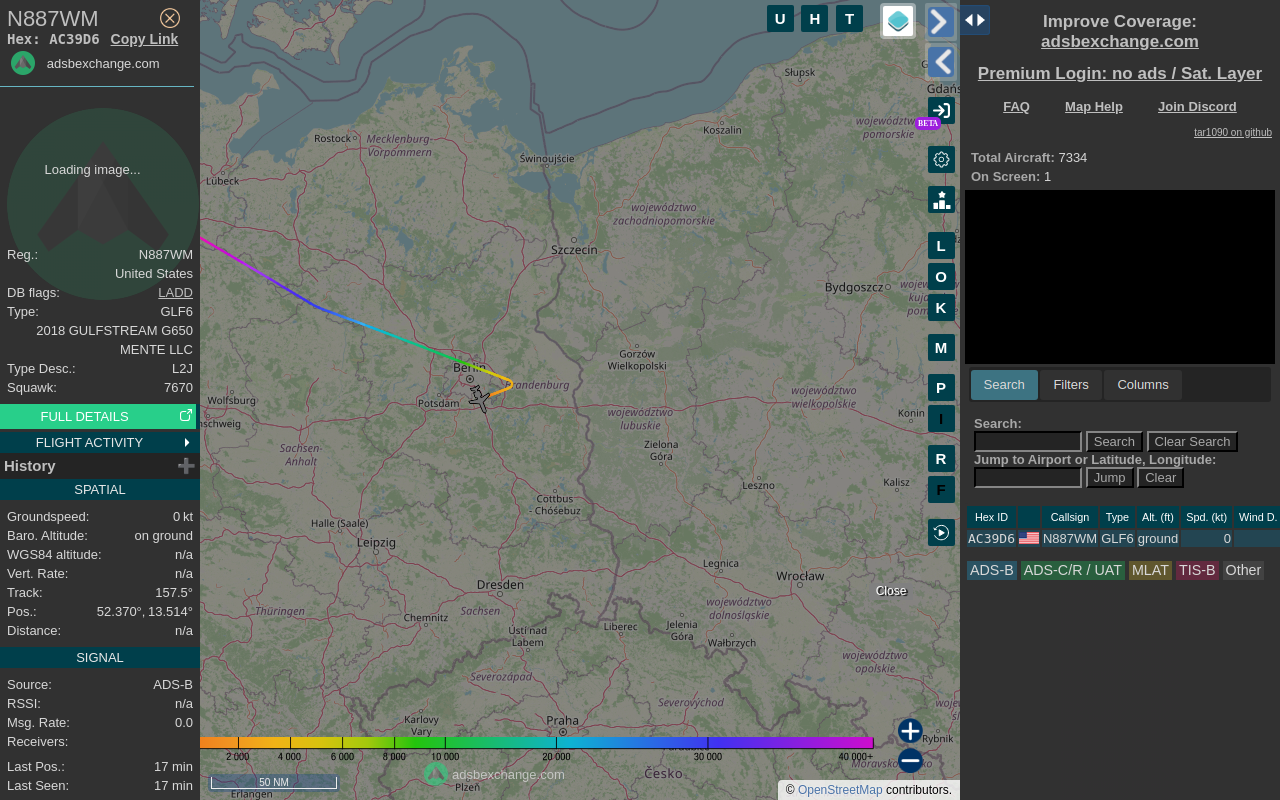 N887WM
Hex: AC39D6 Copy Link
adsbexchange.com
Loading image...
Reg.: N887WM
United States
DB flags: LADD
Type: GLF6
2018 GULFSTREAM G650
MENTE LLC
Type Desc.: L2J
Squawk: 7670
FULL DETAILS
FLIGHT ACTIVITY
History
SPATIAL
Groundspeed: 0 kt
Baro. Altitude: on ground
WGS84 altitude: n/a
Vert. Rate: n/a
Track: 157.5°
Pos.: 52.370°, 13.514°
Distance: n/a
SIGNAL
Source: ADS-B
RSSI: n/a
Msg. Rate: 0.0
Receivers:
Last Pos.: 17 min
Last Seen: 17 min
U H T
BETA
L
O
K
M
P
I
R
F
Słupsk
Koszalin
województwo
pomorskie
Rostock
Mecklenburg-
Vorpommern
Świnoujście
Lübeck
województwo
zachodniopomorskie
Szczecin
Bydgoszcz
Gorzów
Wielkopolski
Berlin
Brandenburg
Potsdam
Wolfsburg
województwo
wielkopolskie
województwo
lubuskie
Konin
Sachsen-
Anhalt
Zielona
Góra
Leszno
Kalisz
Cottbus
- Chóśebuz
Halle (Saale)
Leipzig
Legnica
Wrocław
Dresden
Close
Thüringen
Chemnitz
Sachsen
województwo
dolnośląskie
Ústí nad
Labem
Liberec
Jelenia
Góra
Wałbrzych
województwo
opolskie
Severozápad
Severovýchod
Karlovy
Vary
Praha
Rybnik
2 000 4 000 6 000 8 000 10 000 20 000 30 000 40 000+
adsbexchange.com
Česko
50 NM
Plzeň
Erlangen
© OpenStreetMap contributors.
Improve Coverage:
adsbexchange.com
Premium Login: no ads / Sat. Layer
FAQ Map Help Join Discord
tar1090 on github
Total Aircraft: 7334
On Screen: 1
Search Filters Columns
Search:
Search Clear Search
Jump to Airport or Latitude, Longitude:
Jump Clear
Hex ID Callsign Type Alt. (ft) Spd. (kt) Wind D.
AC39D6 N887WM GLF6 ground 0
ADS-B ADS-C/R / UAT MLAT TIS-B Other